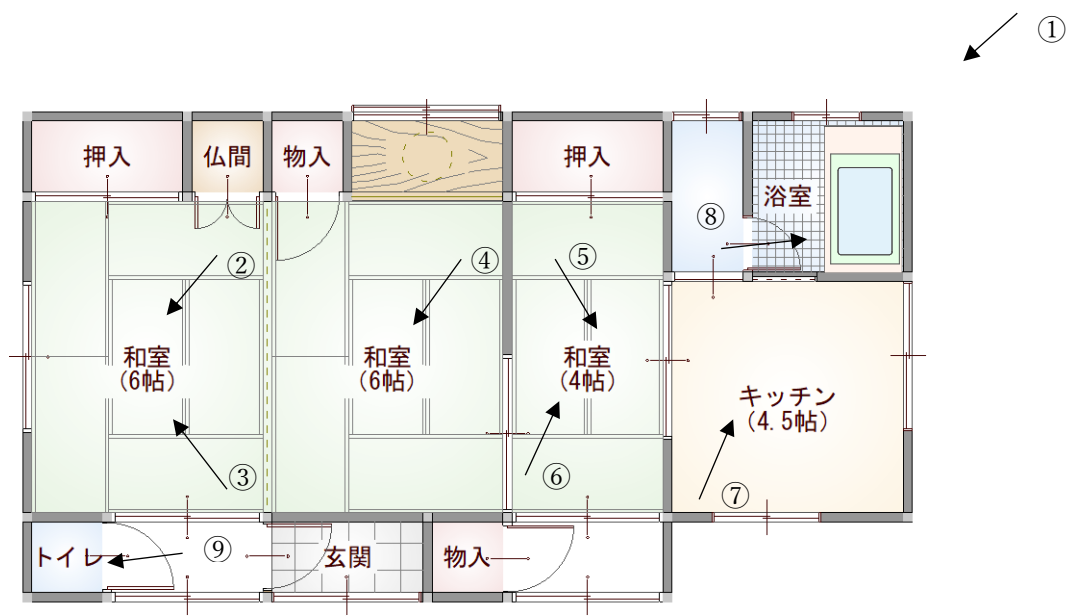 ①
押入
仏間
物入
押入
浴室
⑧
②
④
⑤
和室
(6帖)
和室
(6帖)
和室
(4帖)
キッチン
(4.5帖)
③
⑥
⑦
トイレ
⑨
玄関
物入